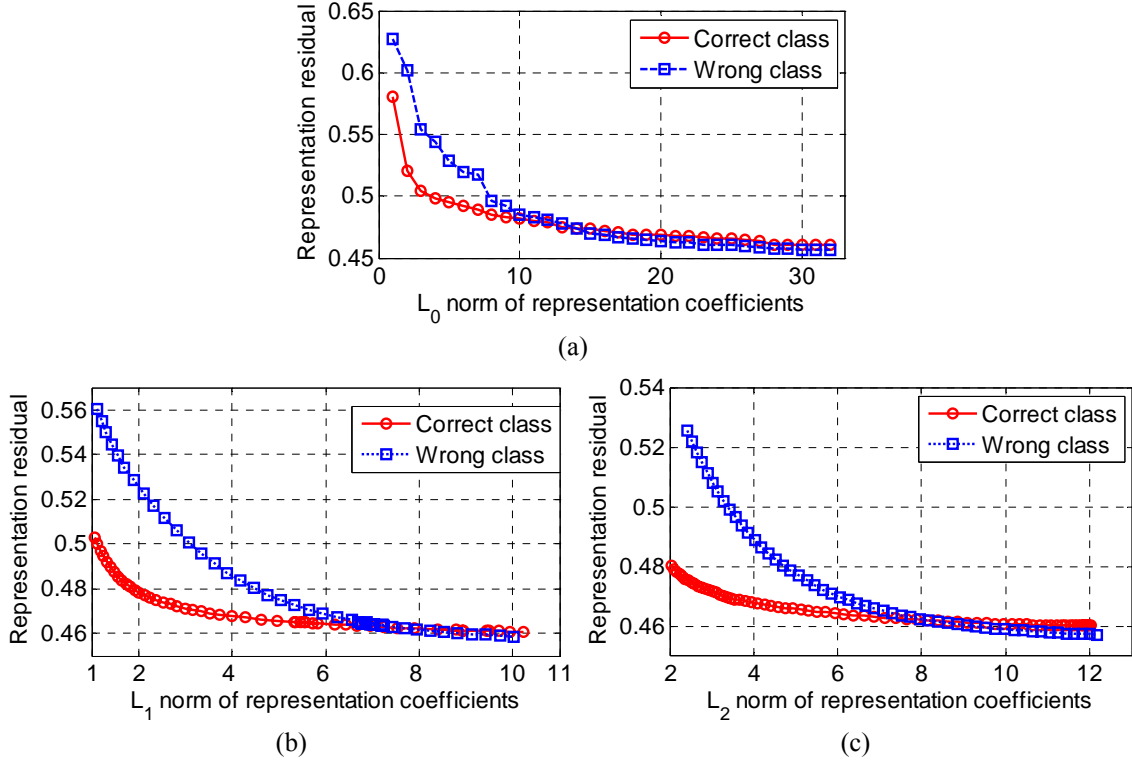 0.65
0.6
0.55
0.5
0.45
Representation residual
Correct class
Wrong class
0 10 20 30
L0 norm of representation coefficients
(a)
0.56
0.54
0.52
0.5
0.48
0.46
Representation residual
Correct class
Wrong class
1 2 4 6 8 10 11
L1 norm of representation coefficients
(b)
0.54
0.52
0.5
0.48
0.46
Representation residual
Correct class
Wrong class
2 4 6 8 10 12
L2 norm of representation coefficients
(c)